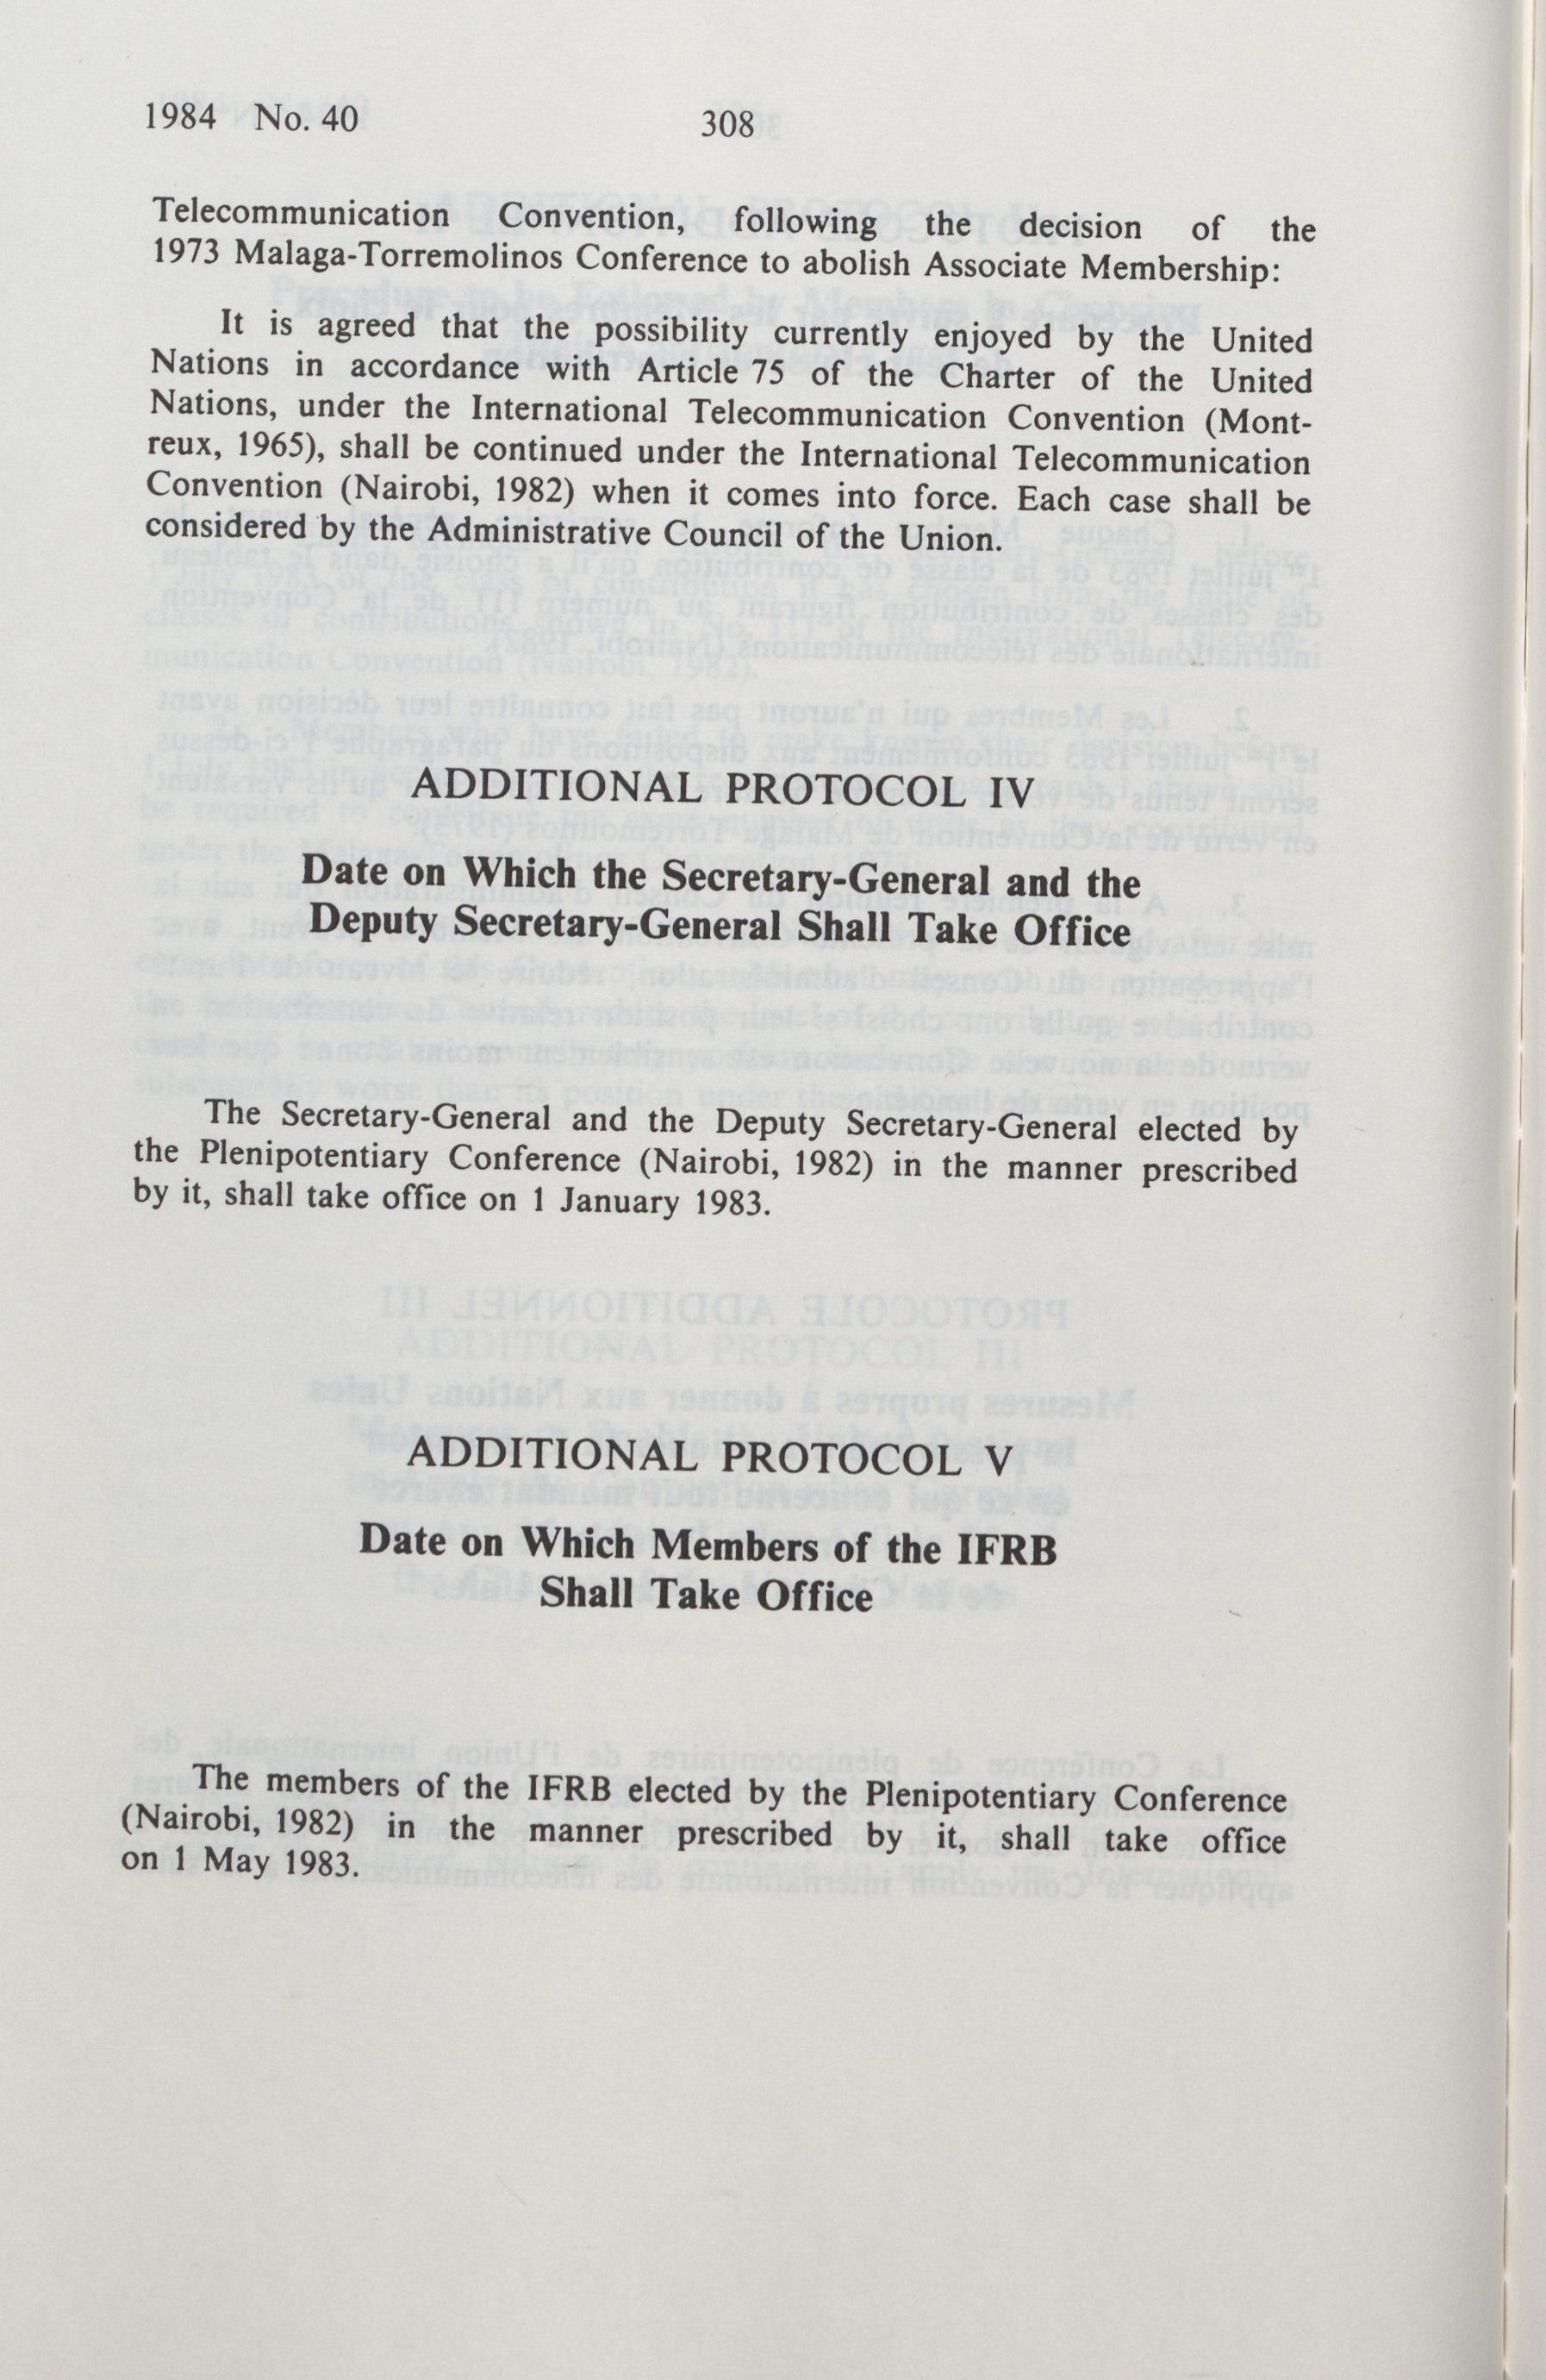 1984 No. 40 308
Telecommunication Convention, following the decision of the
1973 Malaga-Torremolinos Conference to abolish Associate Membership:
It is agreed that the possibility currently enjoyed by the United
Nations in accordance with Article 75 of the Charter of the United
Nations, under the International Telecommunication Convention (Mont-
reux, 1965), shall be continued under the International Telecommunication
Convention (Nairobi, 1982) when it comes into force. Each case shall be
considered by the Administrative Council of the Union.
ADDITIONAL PROTOCOL IV
Date on Which the Secretary-General and the
Deputy Secretary-General Shall Take Office
The Secretary-General and the Deputy Secretary-General elected by
the Plenipotentiary Conference (Nairobi, 1982) in the manner prescribed
by it, shall take office on 1 January 1983.
ADDITIONAL PROTOCOL V
Date on Which Members of the IFRB
Shall Take Office
The members of the IFRB elected by the Plenipotentiary Conference
(Nairobi, 1982) in the manner prescribed by it, shall take office
on 1 May 1983.